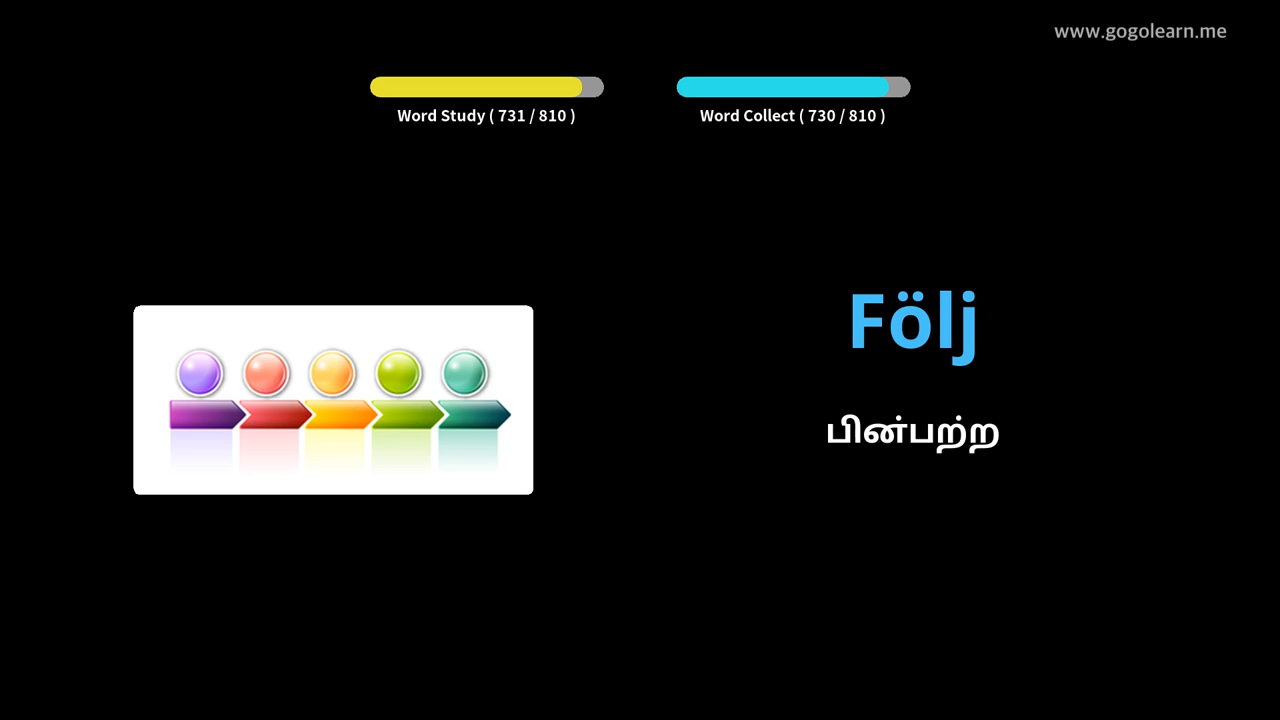 www.gogolearn.me
Word Study ( 731 / 810 )
Word Collect ( 730 / 810 )
Följ
பின்பற்ற